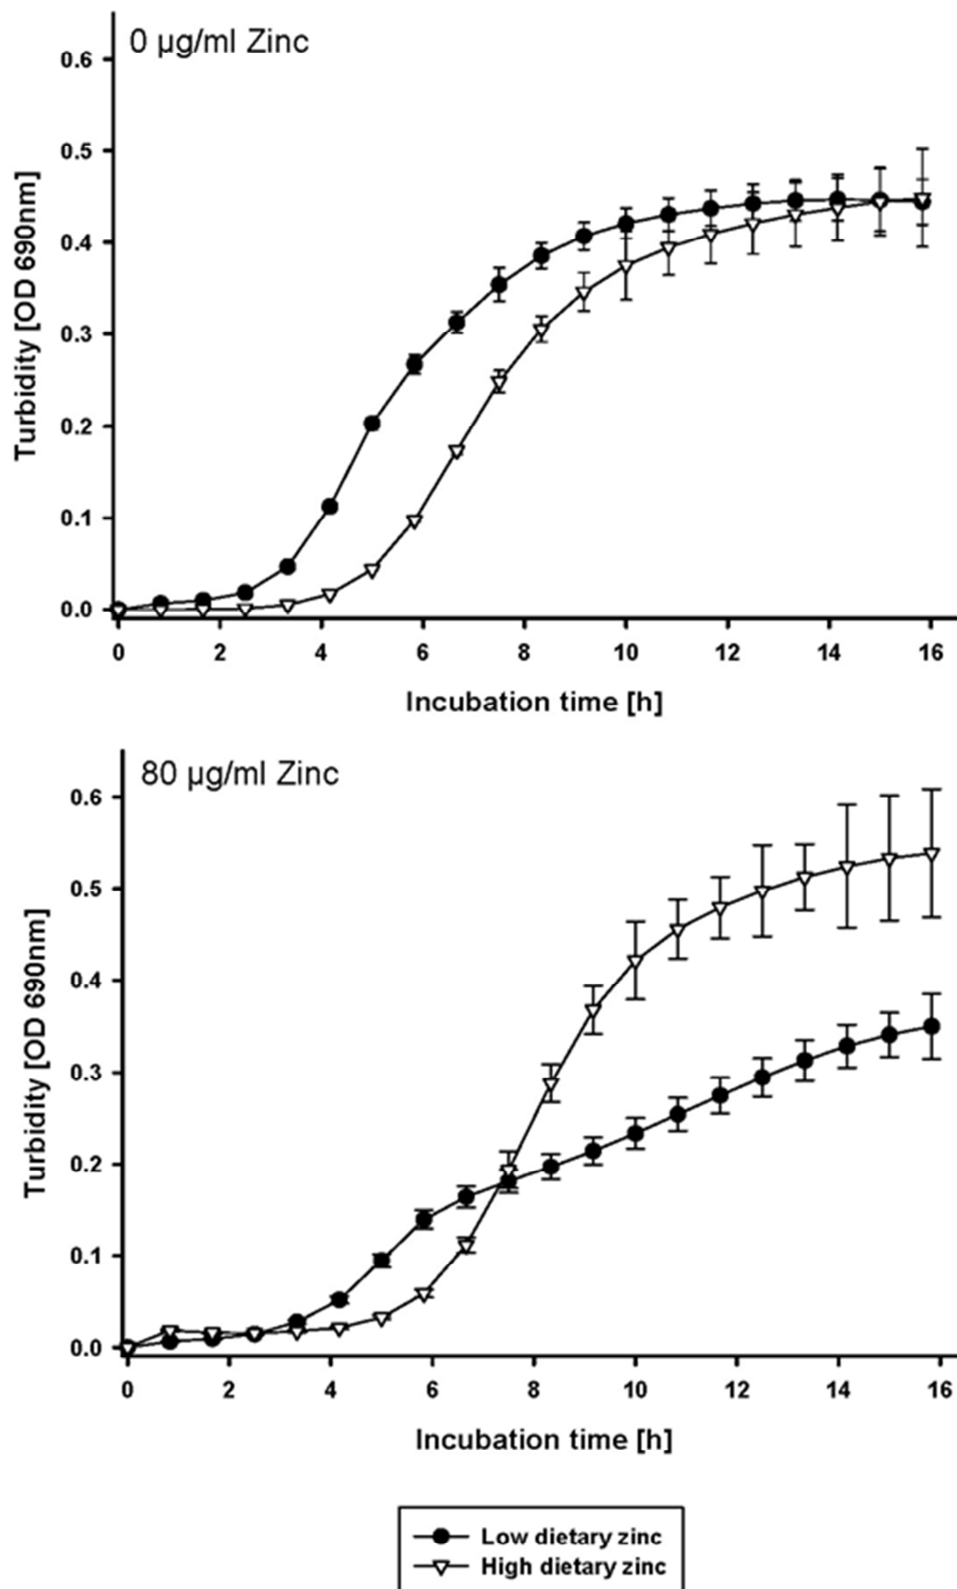 0 µg/ml Zinc
0.6
0.5
0.4
0.3
0.2
0.1
0.0
Turbidity [OD 690nm]
0 2 4 6 8 10 12 14 16
Incubation time [h]
80 µg/ml Zinc
0.6
0.5
0.4
0.3
0.2
0.1
0.0
Turbidity [OD 690nm]
0 2 4 6 8 10 12 14 16
Incubation time [h]
Low dietary zinc
High dietary zinc